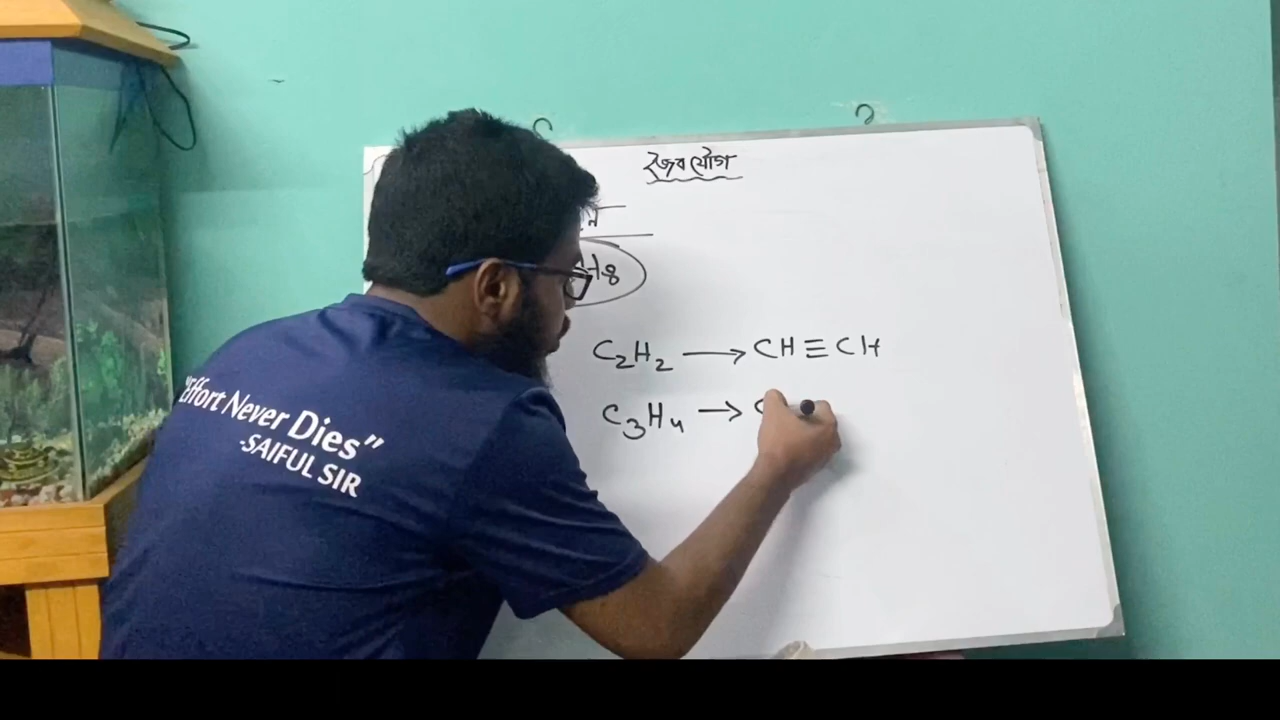 জৈব যৌগ
C₂H₂ → CH≡CH
C₃H₄ → C
"Effort Never Dies"
-SAIFUL SIR